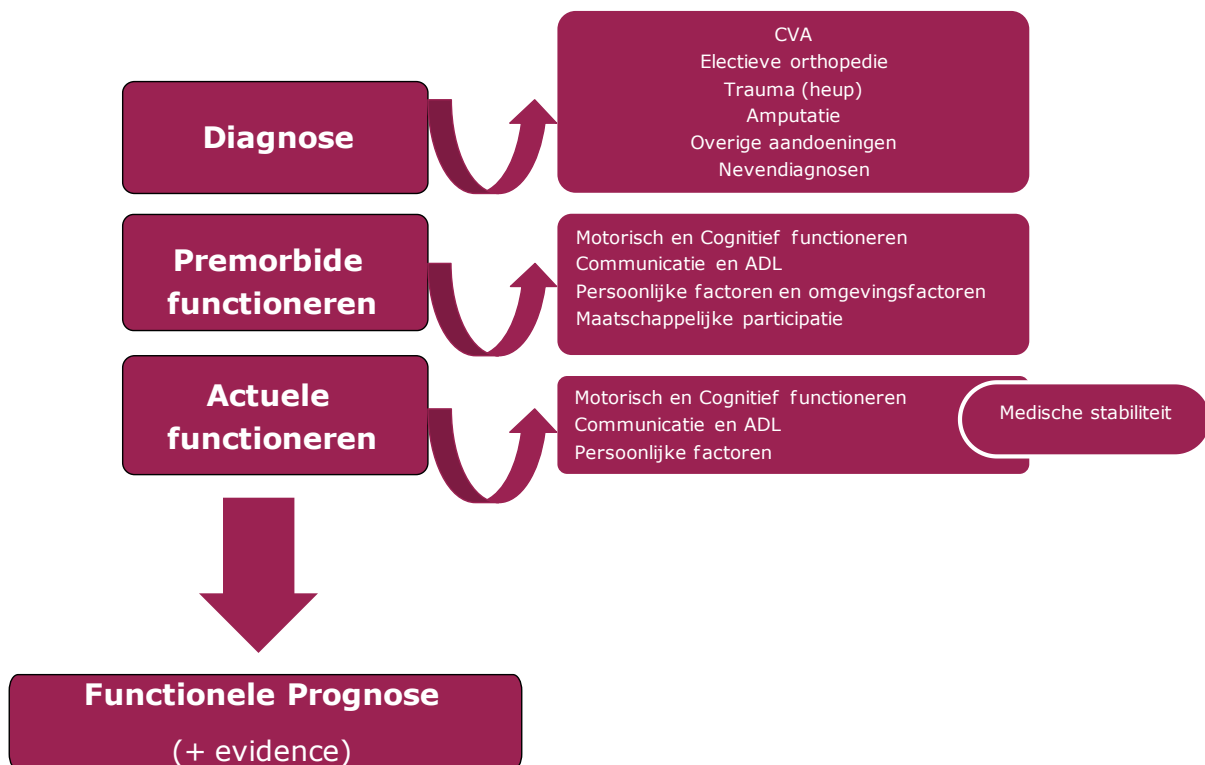 Diagnose
CVA
Electieve orthopedie
Trauma (heup)
Amputatie
Overige aandoeningen
Nevendiagnosen
Premorbide
functioneren
Motorisch en Cognitief functioneren
Communicatie en ADL
Persoonlijke factoren en omgevingsfactoren
Maatschappelijke participatie
Actuele
functioneren
Motorisch en Cognitief functioneren
Communicatie en ADL
Persoonlijke factoren
Medische stabiliteit
Functionele Prognose
(+ evidence)